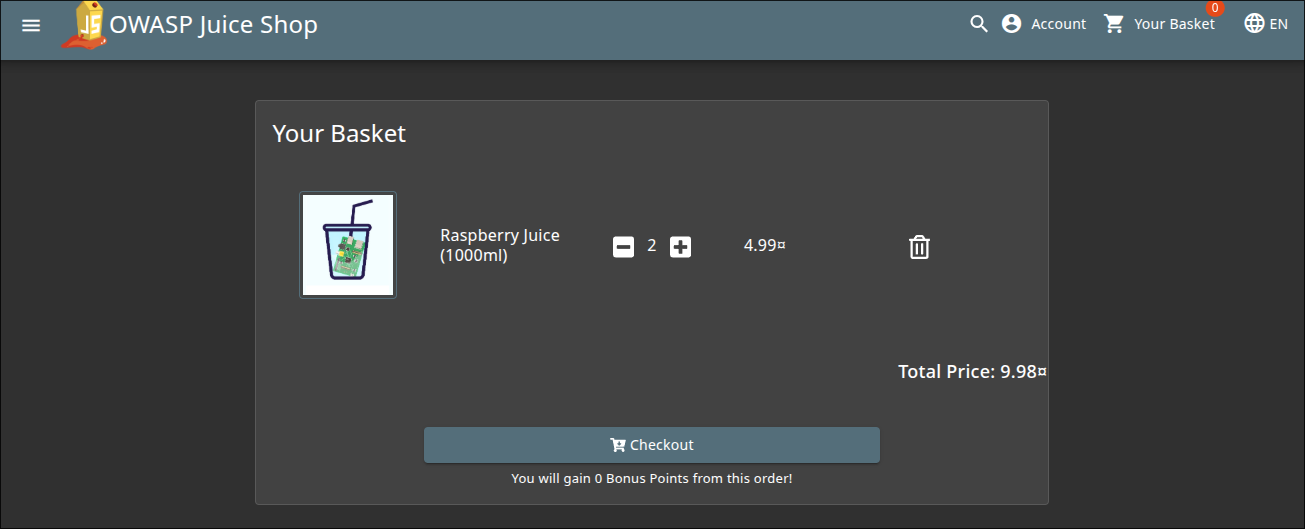 JS
OWASP Juice Shop
Account
Your Basket
0
EN
Your Basket
Raspberry Juice
(1000ml)
2
4.99¤
Total Price: 9.98¤
Checkout
You will gain 0 Bonus Points from this order!